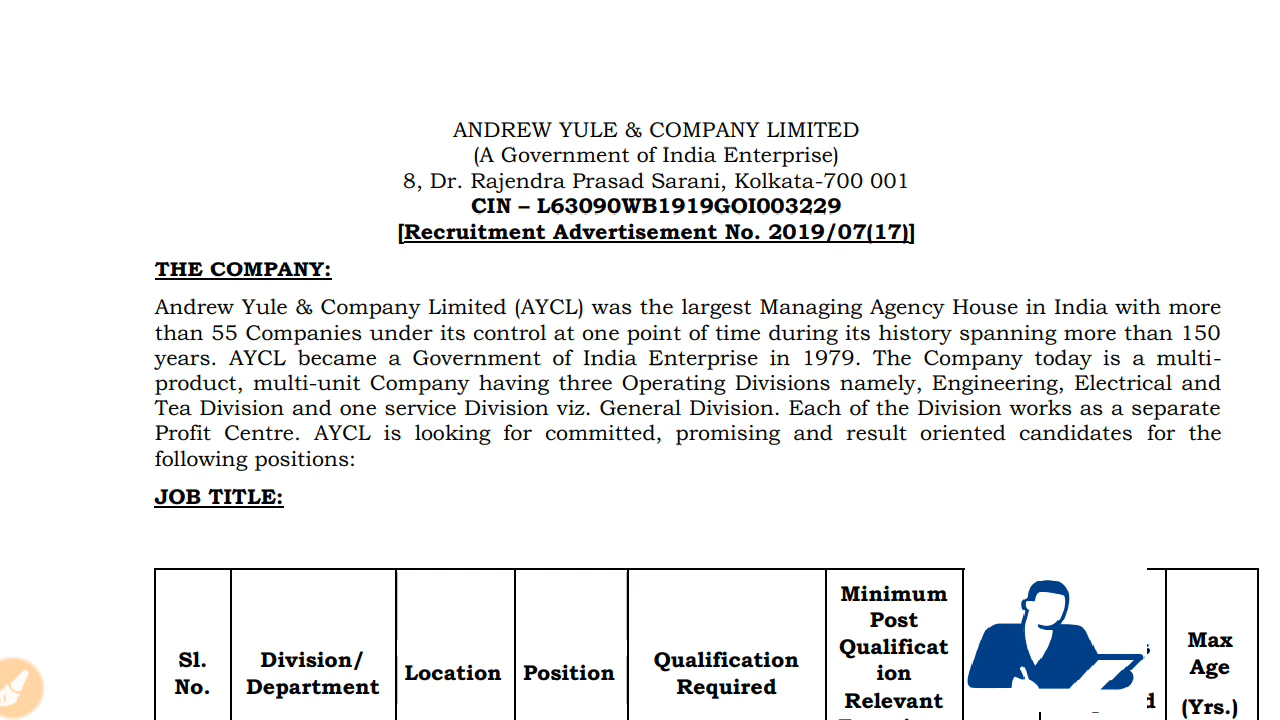 ANDREW YULE & COMPANY LIMITED
(A Government of India Enterprise)
8, Dr. Rajendra Prasad Sarani, Kolkata-700 001
CIN – L63090WB1919GOI003229
[Recruitment Advertisement No. 2019/07(17)]
THE COMPANY:
Andrew Yule & Company Limited (AYCL) was the largest Managing Agency House in India with more
than 55 Companies under its control at one point of time during its history spanning more than 150
years. AYCL became a Government of India Enterprise in 1979. The Company today is a multi-
product, multi-unit Company having three Operating Divisions namely, Engineering, Electrical and
Tea Division and one service Division viz. General Division. Each of the Division works as a separate
Profit Centre. AYCL is looking for committed, promising and result oriented candidates for the
following positions:
JOB TITLE:
Sl.
No.
Division/
Department
Location
Position
Qualification
Required
Minimum
Post
Qualificat
ion
Relevant
Max
Age
(Yrs.)